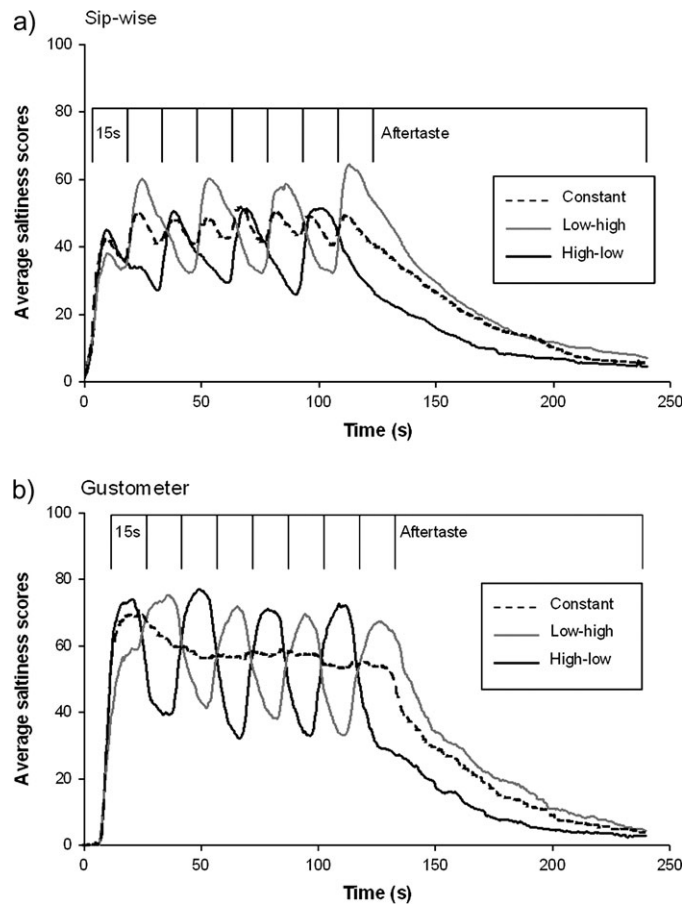 a) Sip-wise
100
80
60
40
20
0
Average saltiness scores
15s
Aftertaste
Constant
Low-high
High-low
0 50 100 150 200 250
Time (s)
b) Gustometer
100
80
60
40
20
0
Average saltiness scores
15s
Aftertaste
Constant
Low-high
High-low
0 50 100 150 200 250
Time (s)